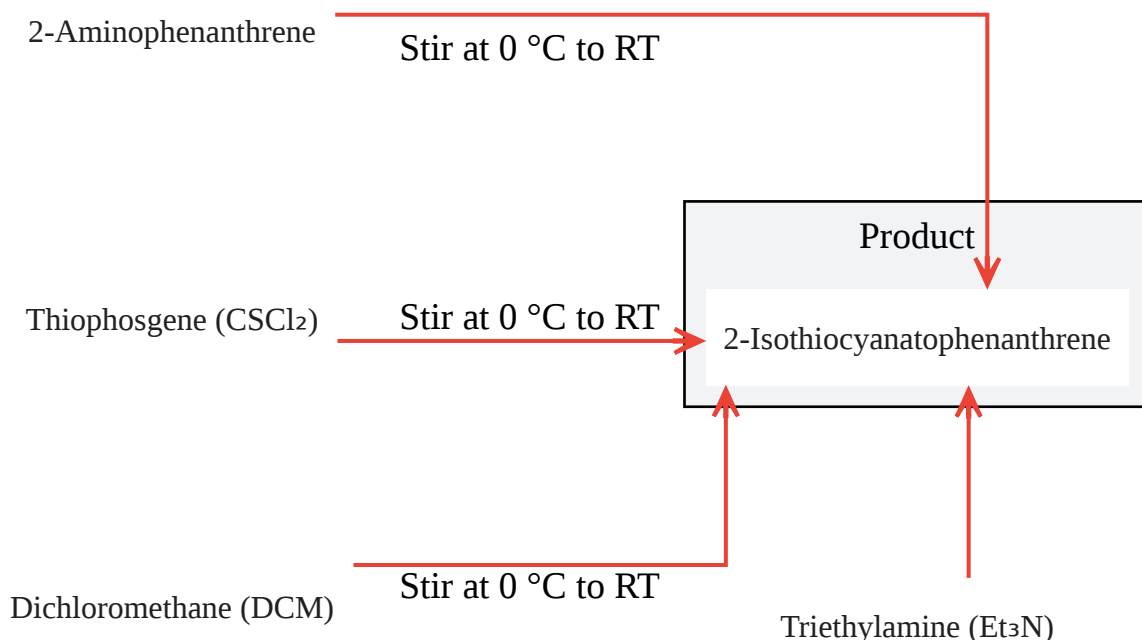 2-Aminophenanthrene
Stir at 0 °C to RT
Product
Thiophosgene (CSCl₂)
Stir at 0 °C to RT
2-Isothiocyanatophenanthrene
Dichloromethane (DCM)
Stir at 0 °C to RT
Triethylamine (Et₃N)